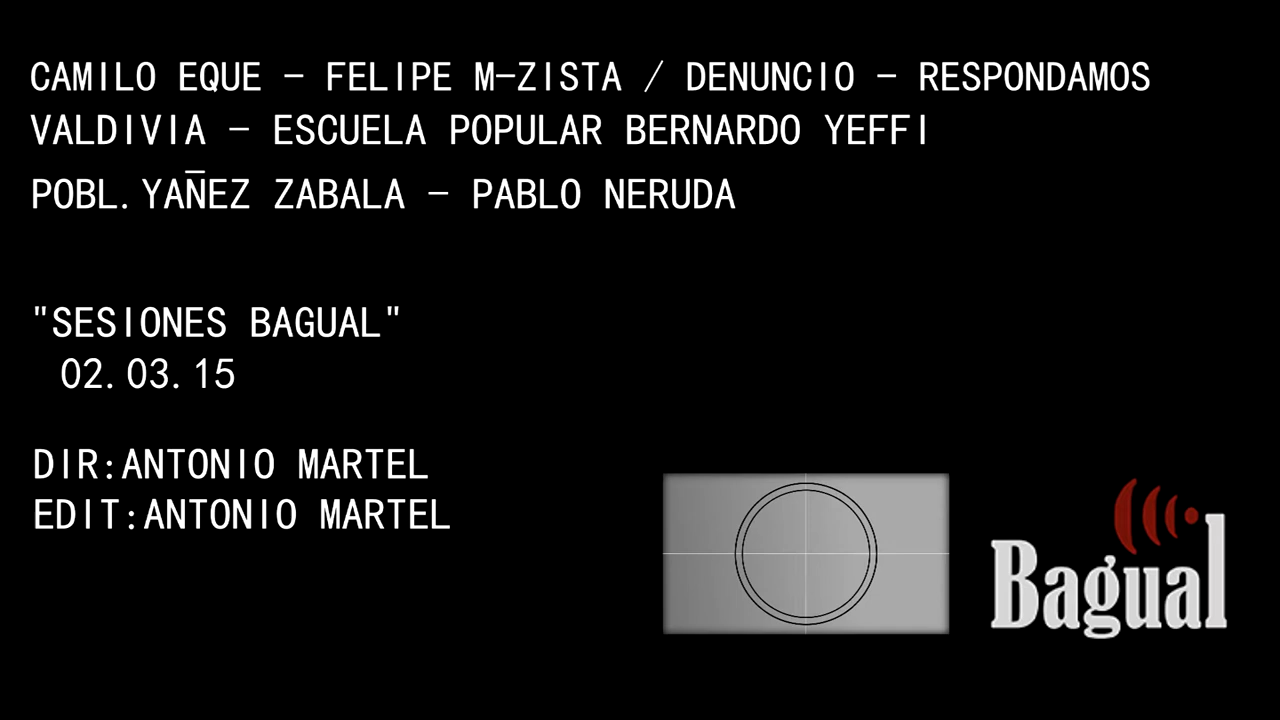 CAMILO EQUE - FELIPE M-ZISTA / DENUNCIO - RESPONDAMOS
VALDIVIA - ESCUELA POPULAR BERNARDO YEFFI
POBL.YAÑEZ ZABALA - PABLO NERUDA
"SESIONES BAGUAL"
02.03.15
DIR:ANTONIO MARTEL
EDIT:ANTONIO MARTEL
Bagual